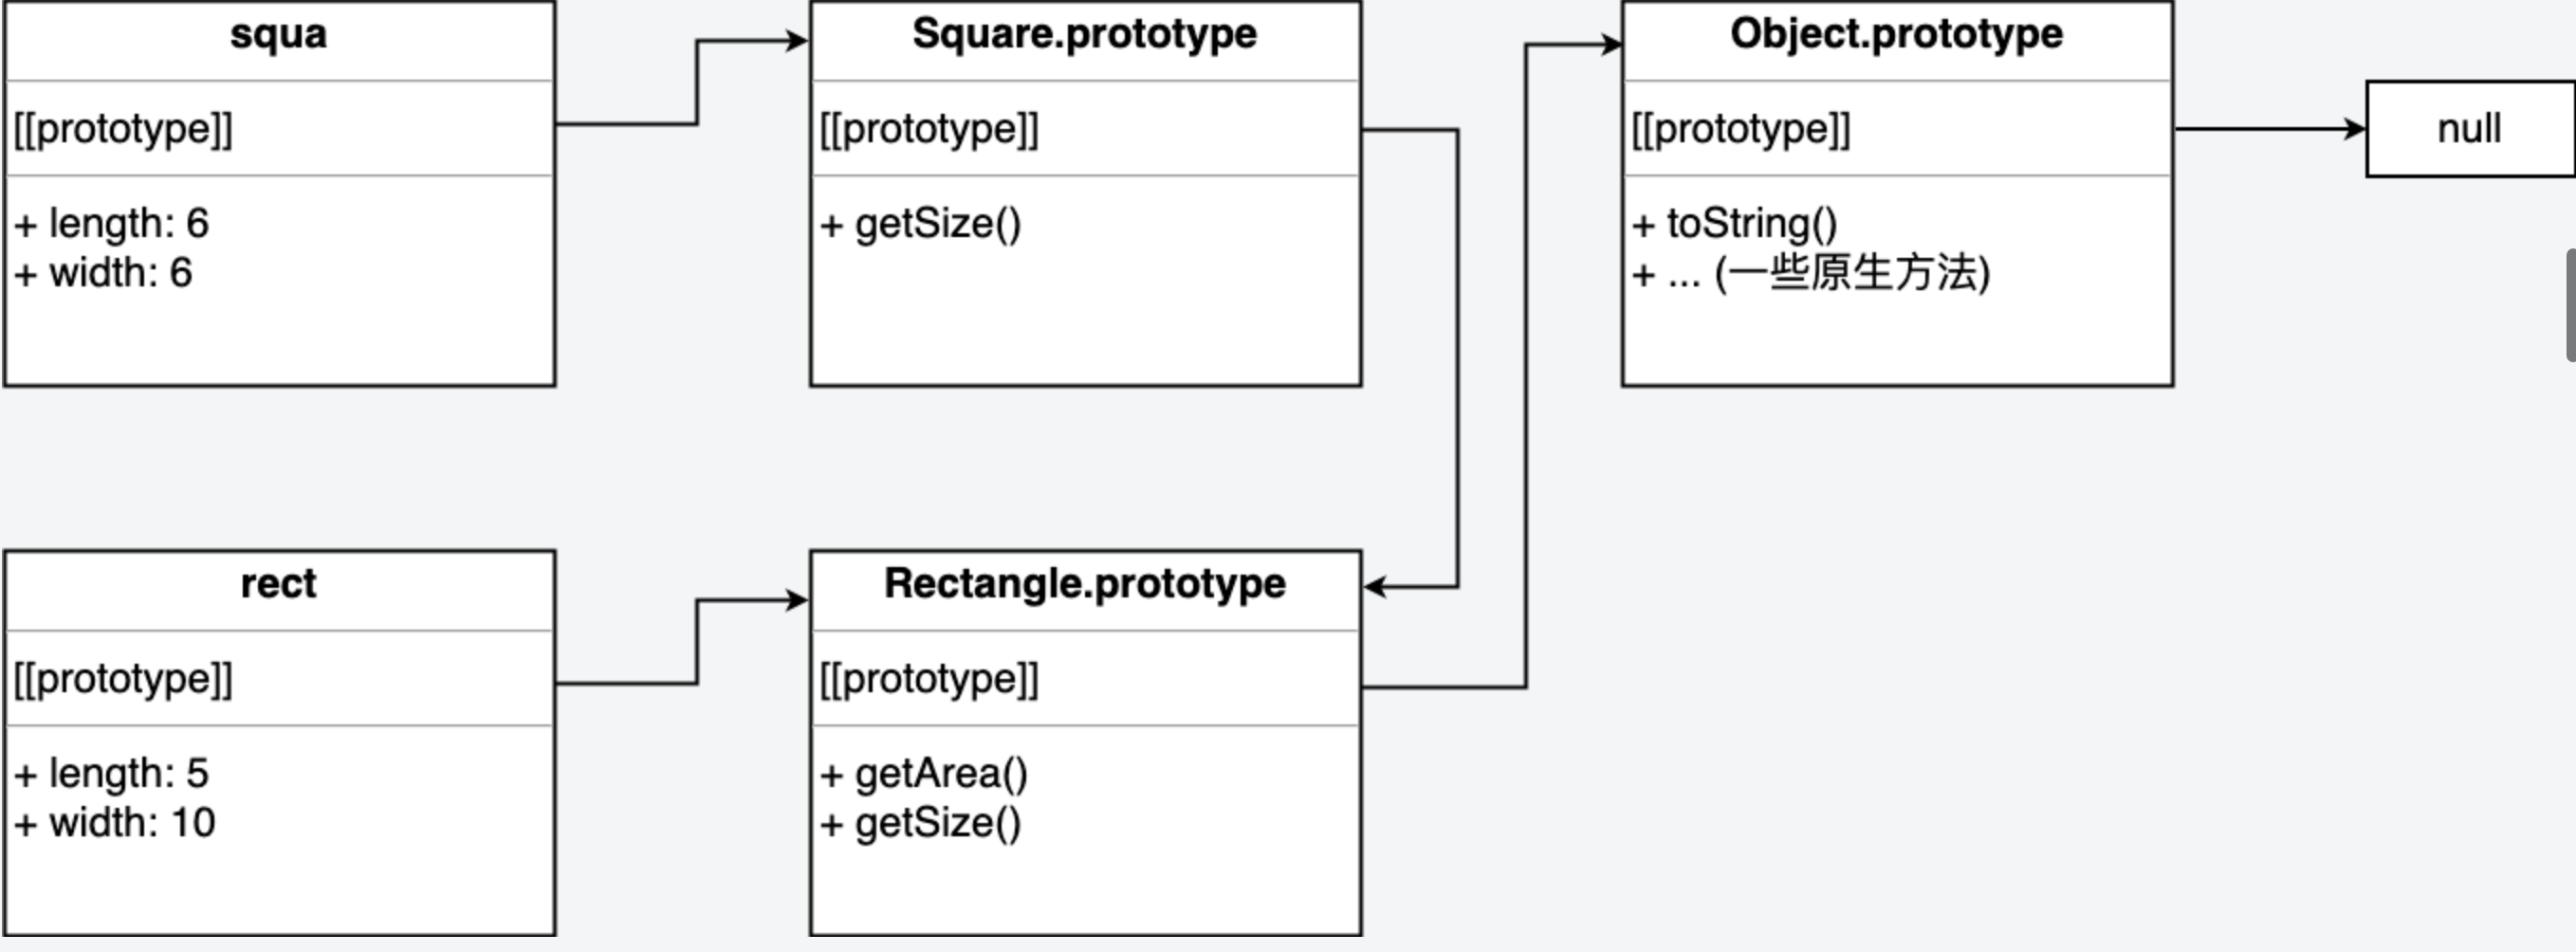 squa
[[prototype]]
+ length: 6
+ width: 6
Square.prototype
[[prototype]]
+ getSize()
Object.prototype
[[prototype]]
+ toString()
+ ... (一些原生方法)
null
rect
[[prototype]]
+ length: 5
+ width: 10
Rectangle.prototype
[[prototype]]
+ getArea()
+ getSize()